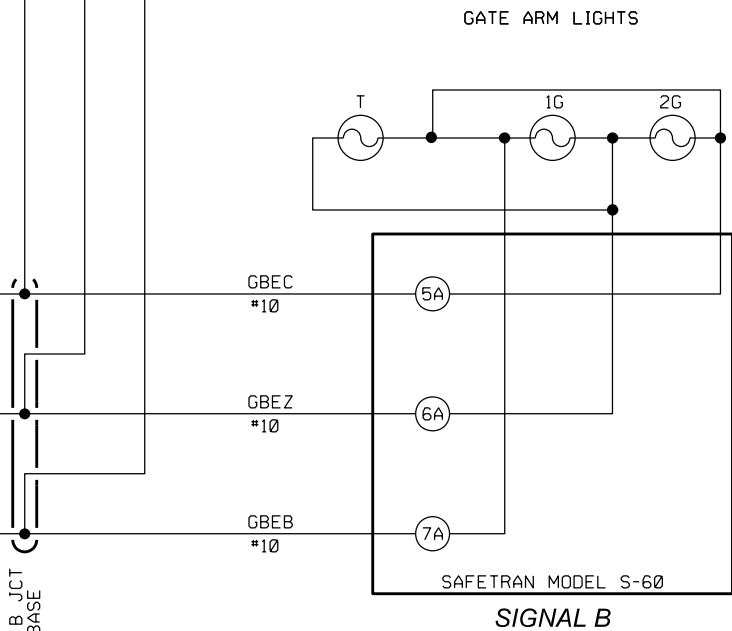 GATE ARM LIGHTS
T
1G
2G
GBEC
#10
5A
GBEZ
#10
6A
GBEB
#10
7A
SAFETRAN MODEL S-60
SIGNAL B
B JCT
BASE